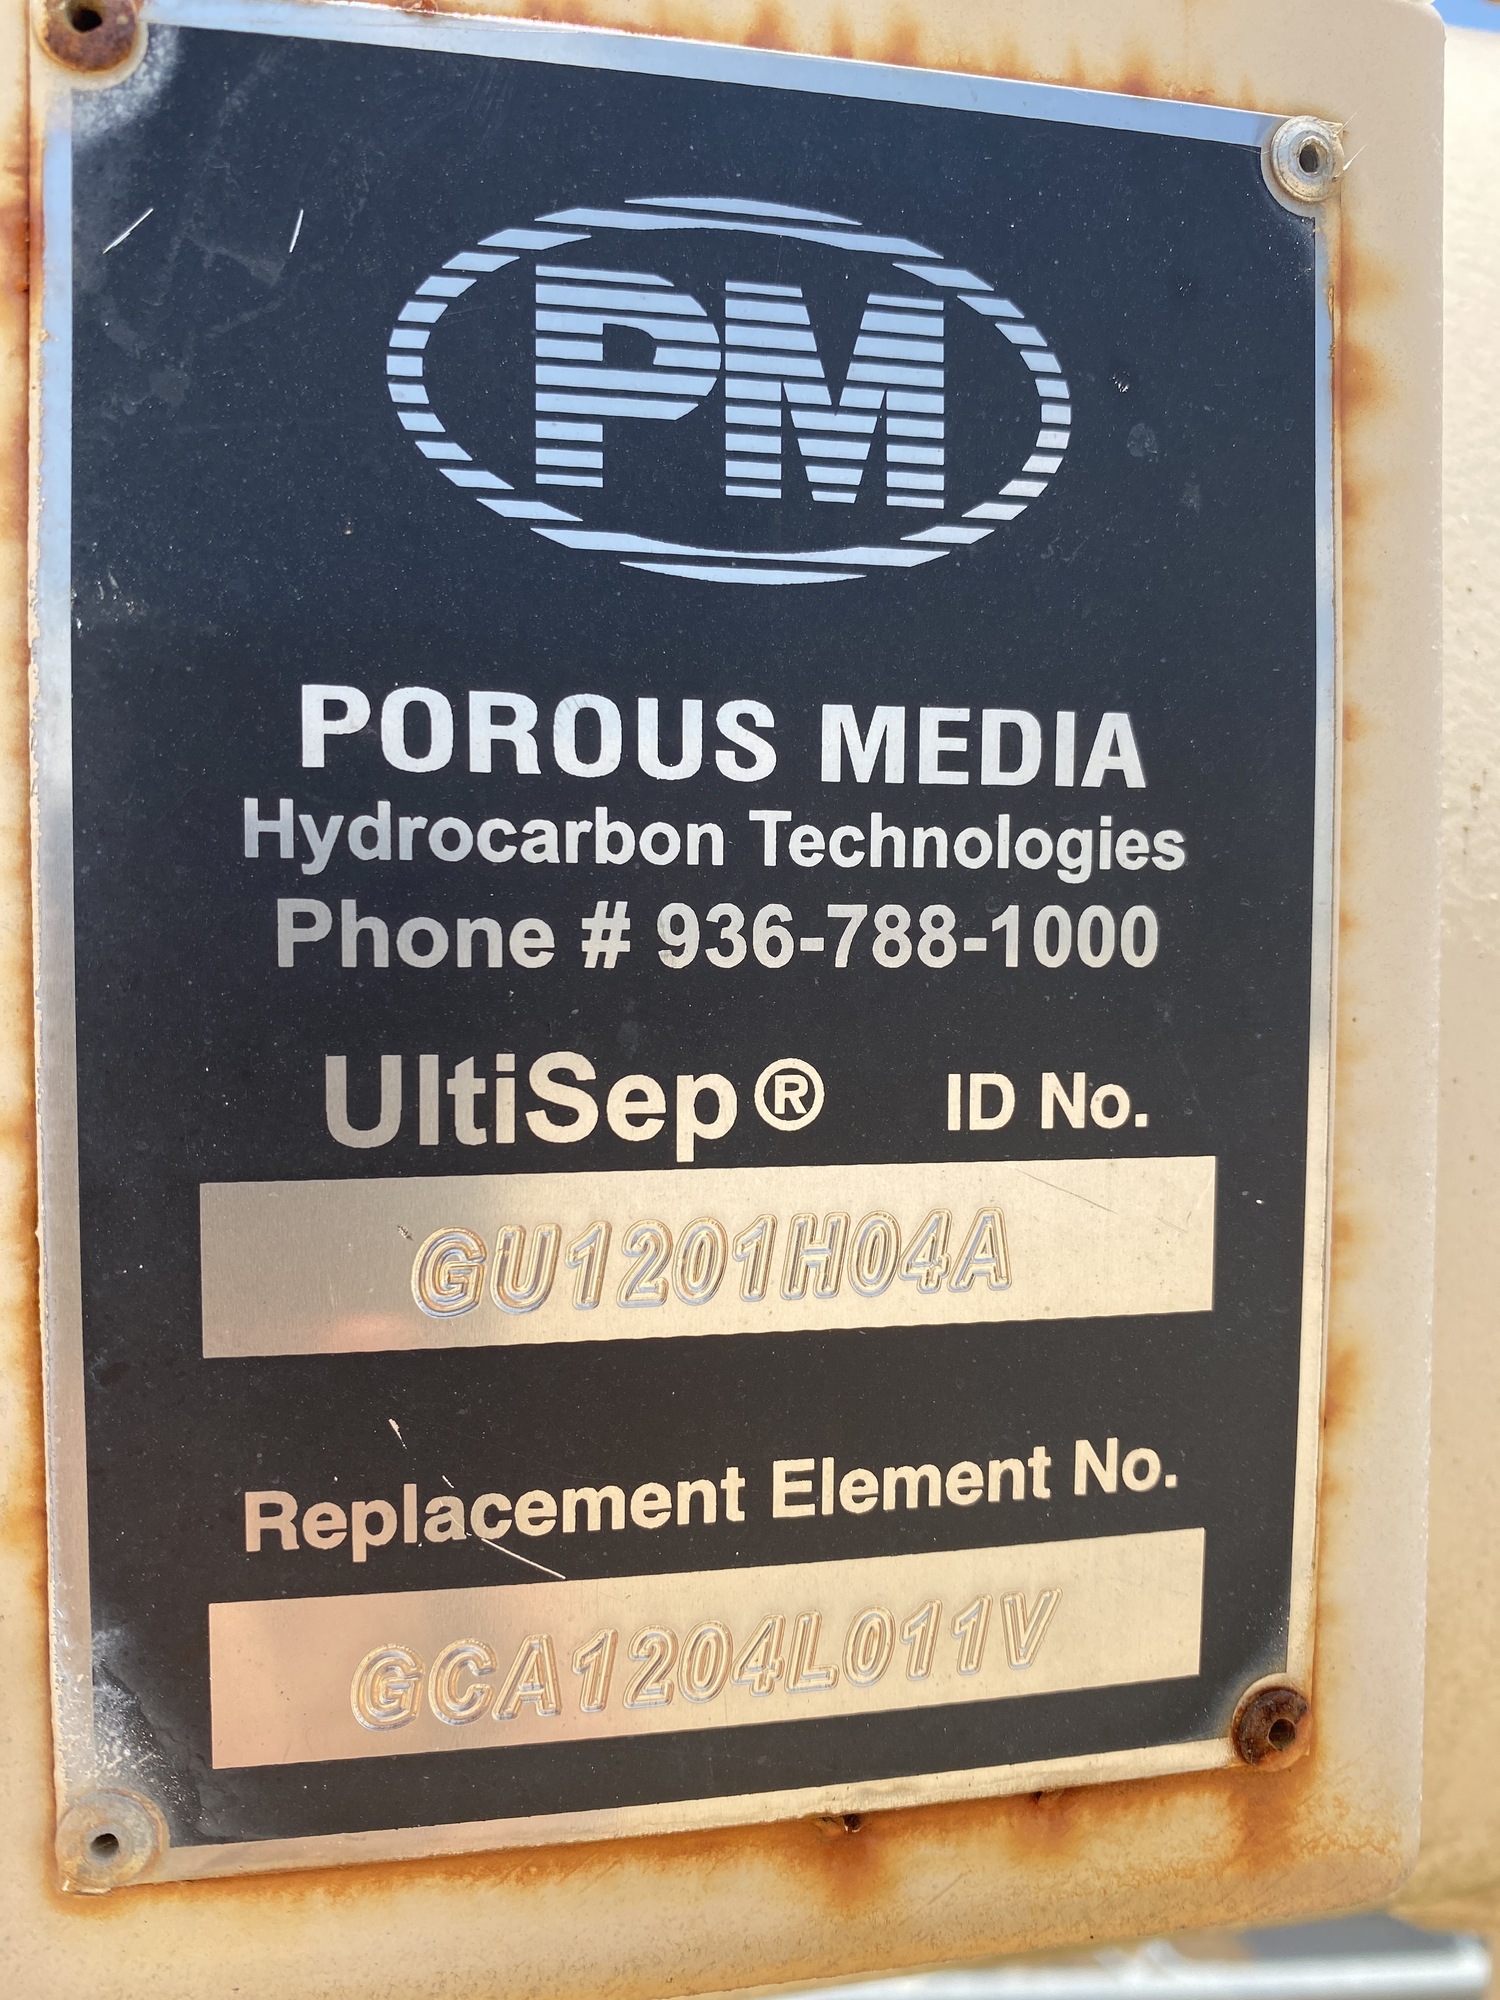 PM
POROUS MEDIA
Hydrocarbon Technologies
Phone # 936-788-1000
UltiSep® ID No.
GU1201H04A
Replacement Element No.
GCA1204L011V